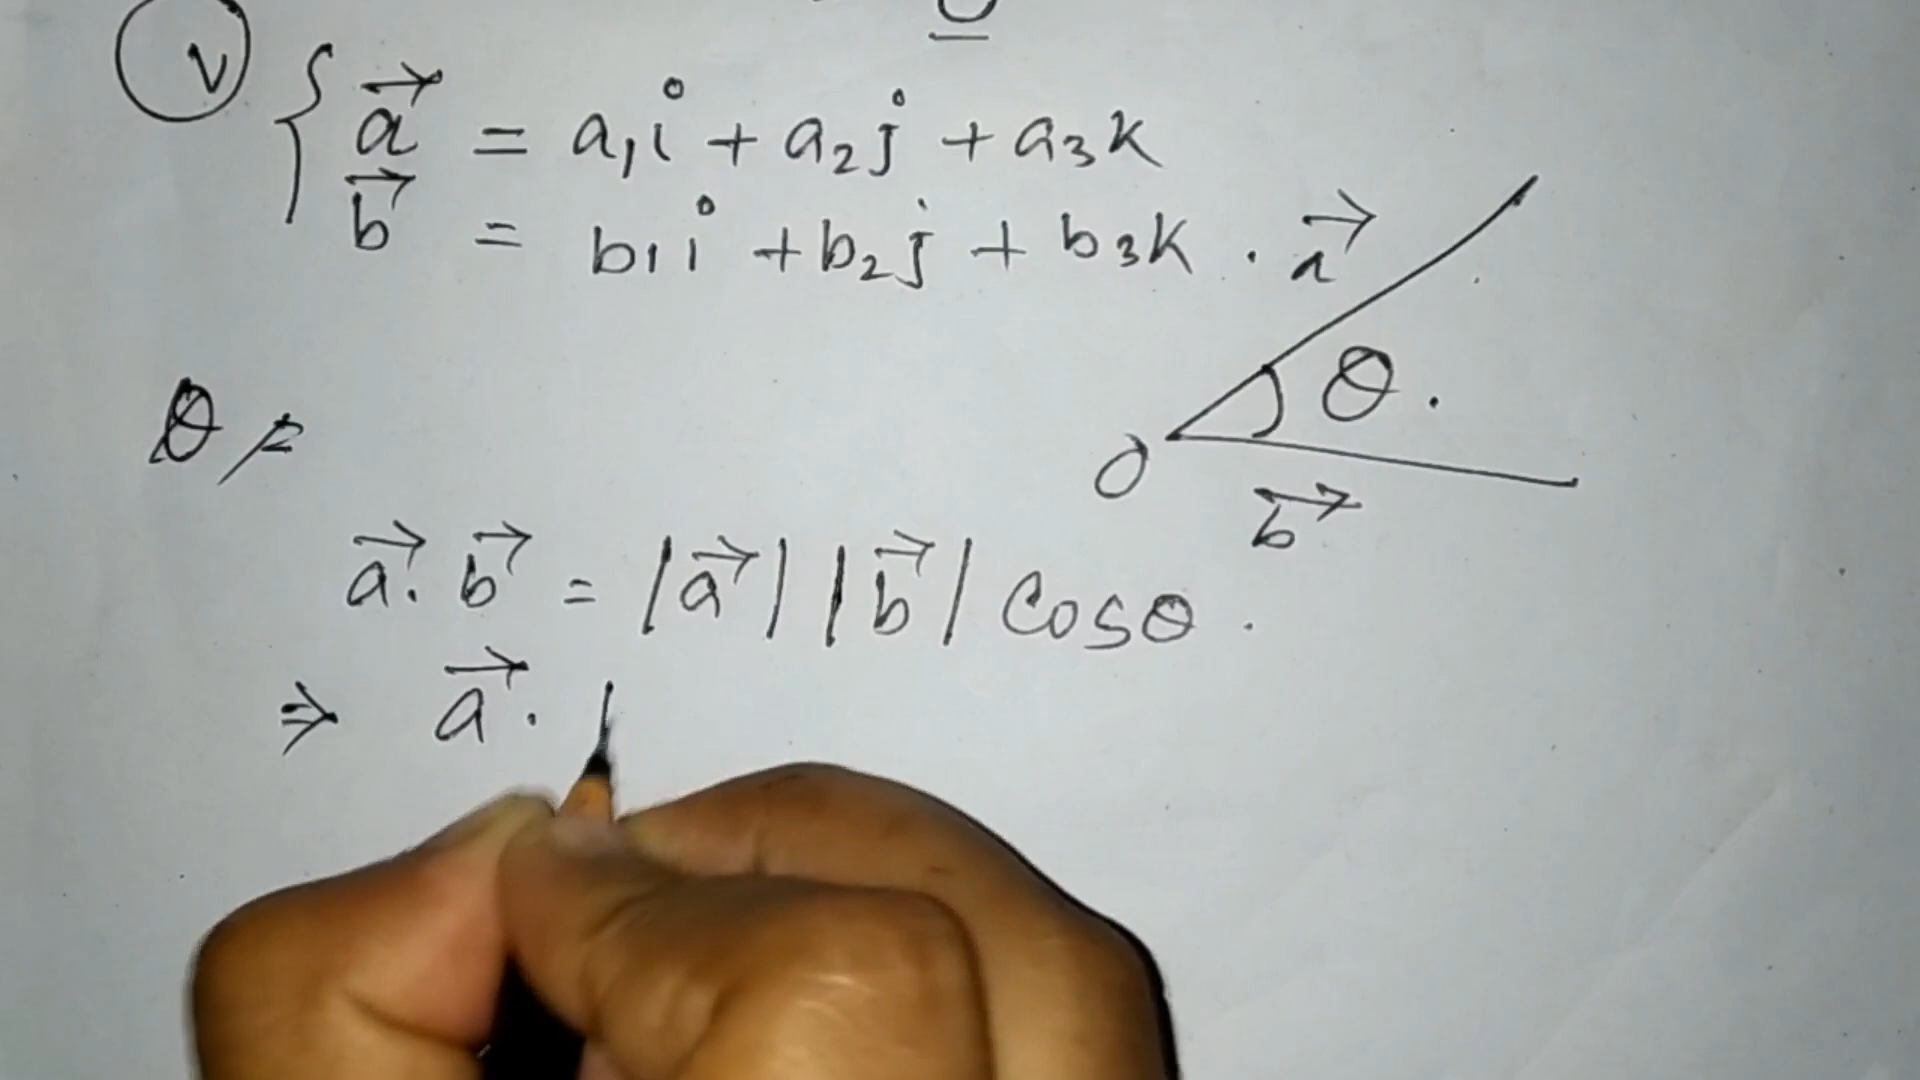 v
a⃗ = a₁i + a₂j + a₃k
b⃗ = b₁i + b₂j + b₃k .
a⃗
θ.
O
b⃗
θ =
a⃗. b⃗ = |a⃗| |b⃗| Cosθ .
⇒ a⃗ .